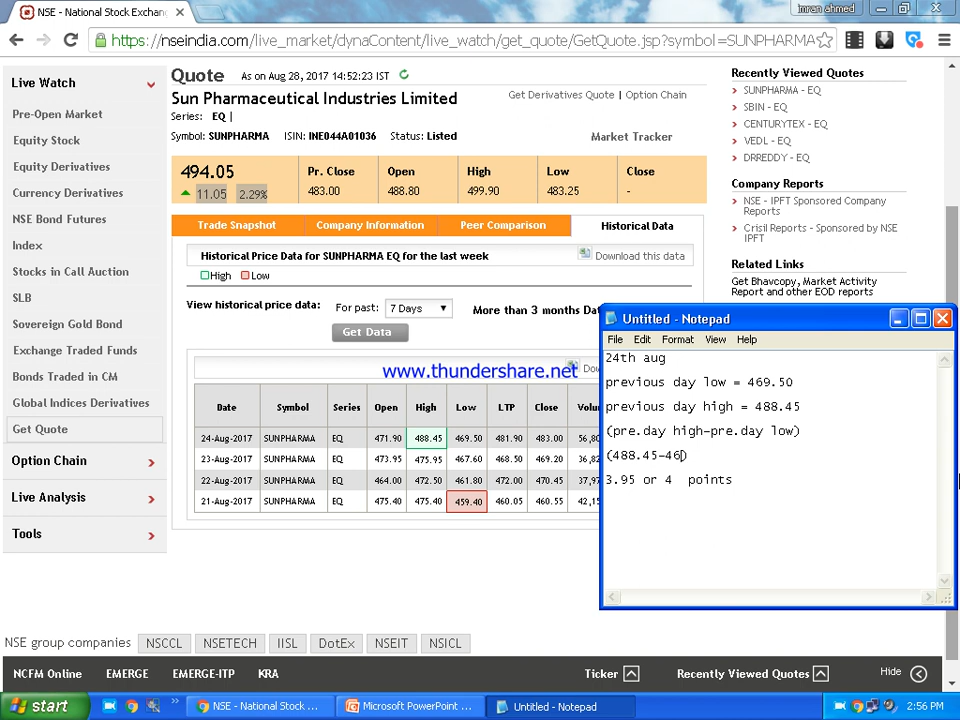 NSE - National Stock Exchan
imran ahmed
https://nseindia.com/live_market/dynaContent/live_watch/get_quote/GetQuote.jsp?symbol=SUNPHARMA
Live Watch
Pre-Open Market
Equity Stock
Equity Derivatives
Currency Derivatives
NSE Bond Futures
Index
Stocks in Call Auction
SLB
Sovereign Gold Bond
Exchange Traded Funds
Bonds Traded in CM
Global Indices Derivatives
Get Quote
Option Chain
Live Analysis
Tools
Quote As on Aug 28, 2017 14:52:23 IST
Sun Pharmaceutical Industries Limited
Get Derivatives Quote | Option Chain
Series: EQ |
Symbol: SUNPHARMA ISIN: INE044A01036 Status: Listed
Market Tracker
494.05 Pr. Close Open High Low Close
11.05 2.29% 483.00 488.80 499.90 483.25 -
Trade Snapshot Company Information Peer Comparison Historical Data
Historical Price Data for SUNPHARMA EQ for the last week
Download this data
High Low
View historical price data: For past: 7 Days More than 3 months Dat
Get Data
www.thundershare.net
Dow
Date Symbol Series Open High Low LTP Close Volu
24-Aug-2017 SUNPHARMA EQ 471.90 488.45 469.50 481.90 483.00 56,80
23-Aug-2017 SUNPHARMA EQ 473.95 475.95 467.60 468.50 469.20 36,82
22-Aug-2017 SUNPHARMA EQ 464.00 472.50 461.80 472.00 470.45 37,97
21-Aug-2017 SUNPHARMA EQ 475.40 475.40 459.40 460.05 460.55 42,15
Recently Viewed Quotes
SUNPHARMA - EQ
SBIN - EQ
CENTURYTEX - EQ
VEDL - EQ
DRREDDY - EQ
Company Reports
NSE - IPFT Sponsored Company
Reports
Crisil Reports - Sponsored by NSE
IPFT
Related Links
Get Bhavcopy, Market Activity
Report and other EOD reports
Untitled - Notepad
File Edit Format View Help
24th aug
previous day low = 469.50
previous day high = 488.45
(pre.day high-pre.day low)
(488.45-46)
3.95 or 4 points
NSE group companies NSCCL NSETECH IISL DotEx NSEIT NSICL
NCFM Online EMERGE EMERGE-ITP KRA Ticker Recently Viewed Quotes Hide
start
NSE - National Stock ...
Microsoft PowerPoint ...
Untitled - Notepad
2:56 PM